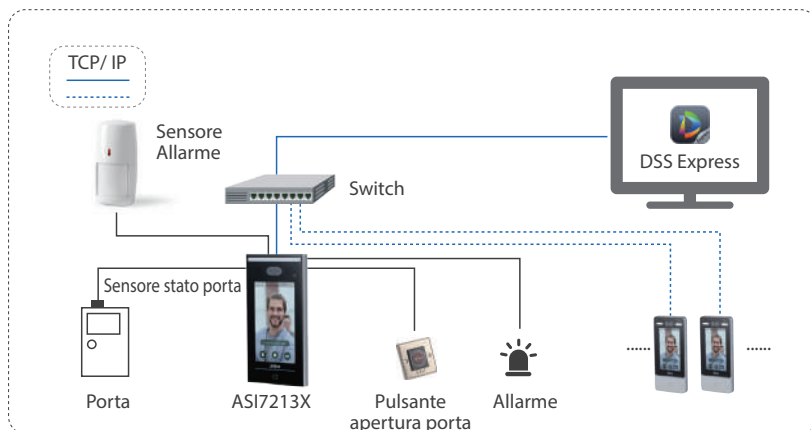 TCP/ IP
Sensore
Allarme
DSS Express
Switch
Sensore stato porta
Porta
ASI7213X
Pulsante
apertura porta
Allarme
......
......